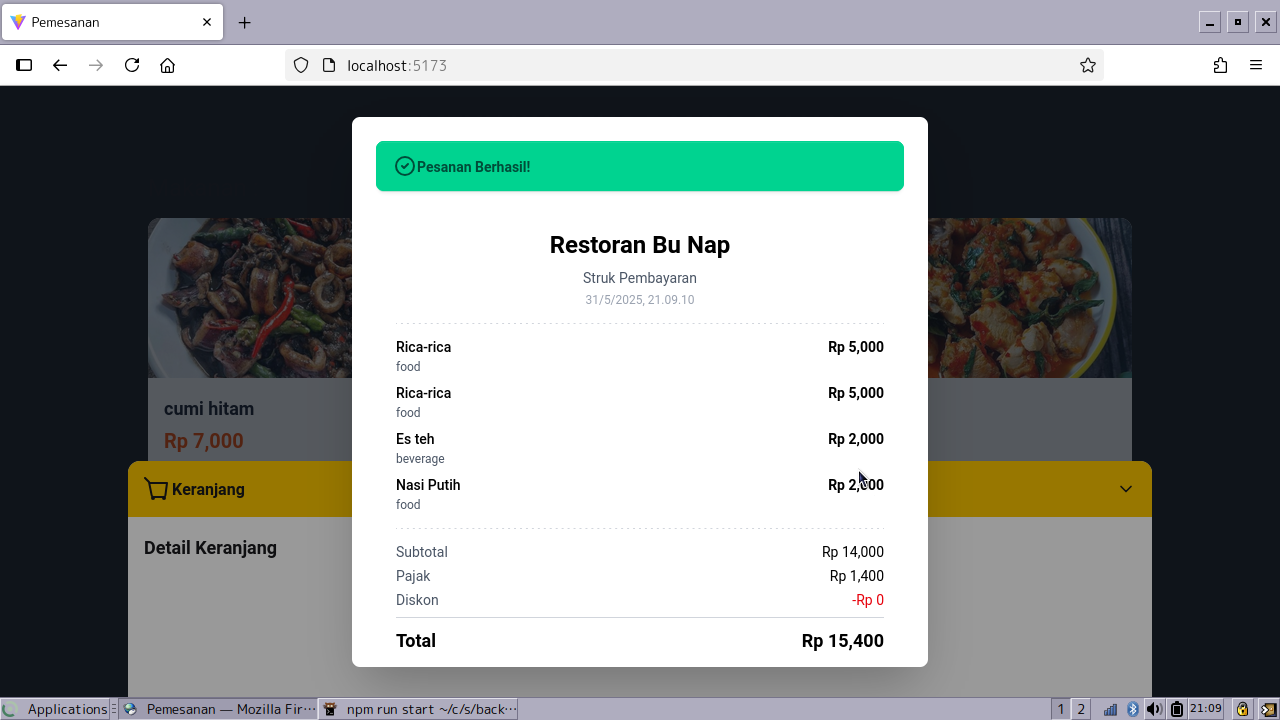 Pemesanan
localhost:5173
Pesanan Berhasil!
Restoran Bu Nap
Struk Pembayaran
31/5/2025, 21.09.10
Rica-rica Rp 5,000
food
Rica-rica Rp 5,000
food
Es teh Rp 2,000
beverage
Nasi Putih Rp 2,000
food
Subtotal Rp 14,000
Pajak Rp 1,400
Diskon -Rp 0
Total Rp 15,400
cumi hitam
Rp 7,000
Keranjang
Detail Keranjang
Applications Pemesanan — Mozilla Fir··· npm run start ~/c/s/back··· 1 2 21:09